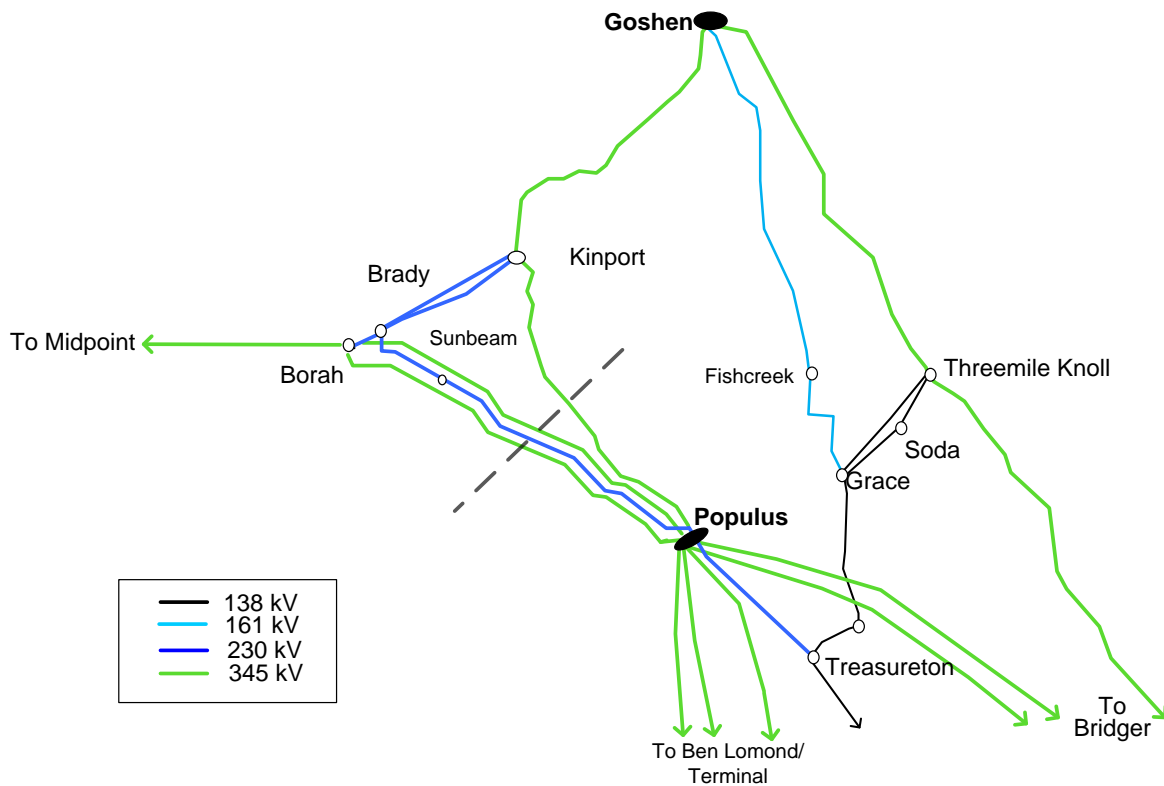 Goshen
Kinport
Brady
To Midpoint
Sunbeam
Borah
Fishcreek
Threemile Knoll
Soda
Grace
Populus
138 kV
161 kV
230 kV
345 kV
Treasureton
To
Bridger
To Ben Lomond/
Terminal